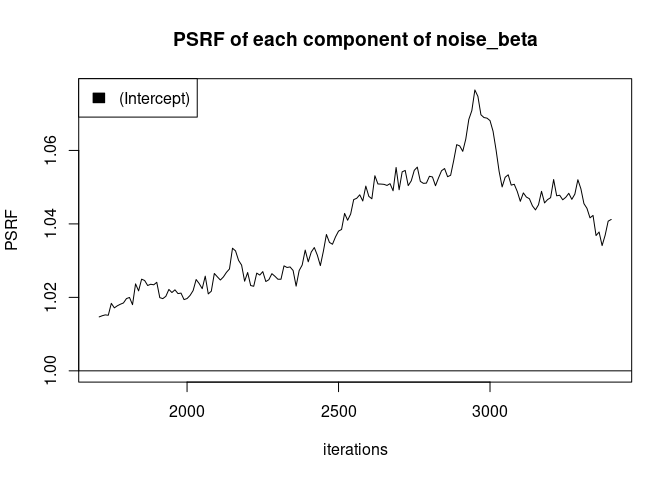 PSRF of each component of noise_beta
(Intercept)
PSRF
1.06
1.04
1.02
1.00
2000 2500 3000
iterations